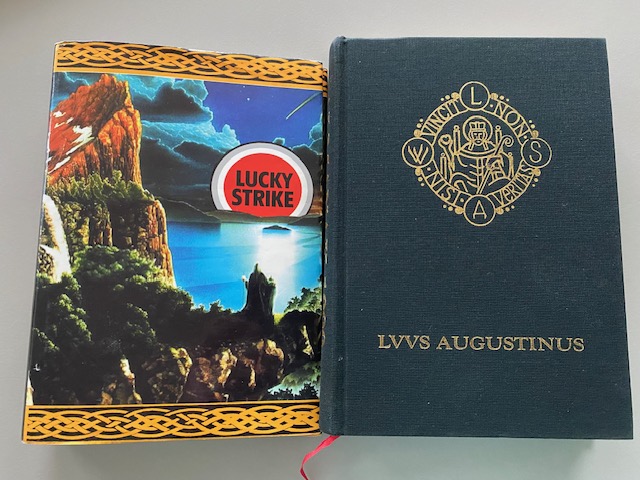 LUCKY
STRIKE
L
VINCIT NON
W S
NISI VERITAS
A
LVVS AUGUSTINUS